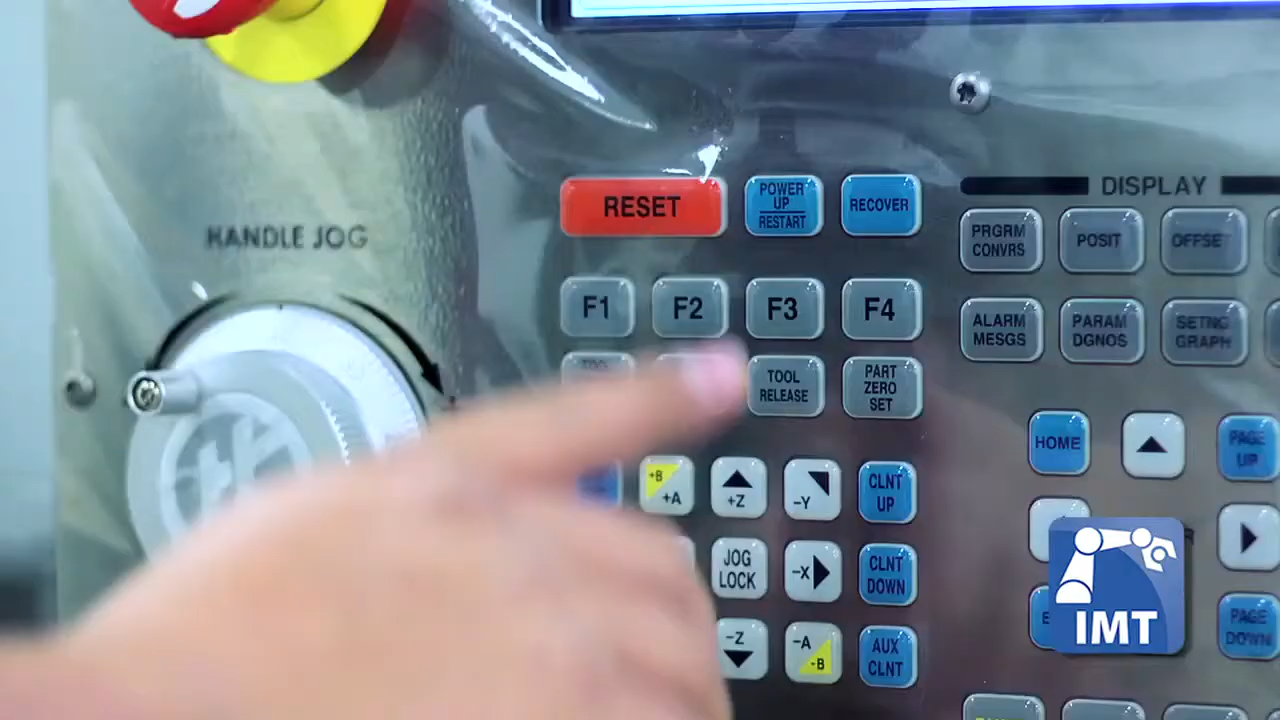 RESET
POWER
UP
RESTART
RECOVER
DISPLAY
HANDLE JOG
PRGRM
CONVRS
POSIT
OFFSET
F1
F2
F3
F4
ALARM
MESGS
PARAM
DGNOS
SETNG
GRAPH
TOOL
RELEASE
PART
ZERO
SET
HOME
PAGE
UP
+B
+A
+Z
-Y
CLNT
UP
JOG
LOCK
-X
CLNT
DOWN
IMT
PAGE
DOWN
-Z
-A
-B
AUX
CLNT